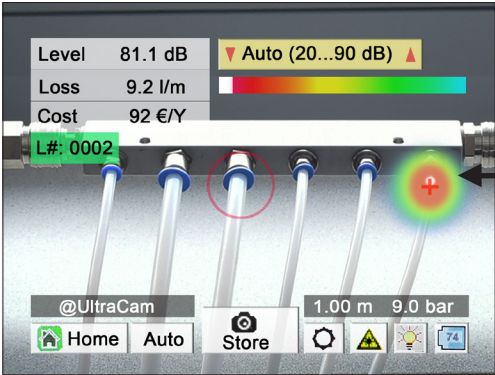 Level 81.1 dB
Auto (20...90 dB)
Loss 9.2 l/m
Cost 92 €/Y
L#: 0002
@UltraCam
1.00 m 9.0 bar
Home
Auto
Store
74